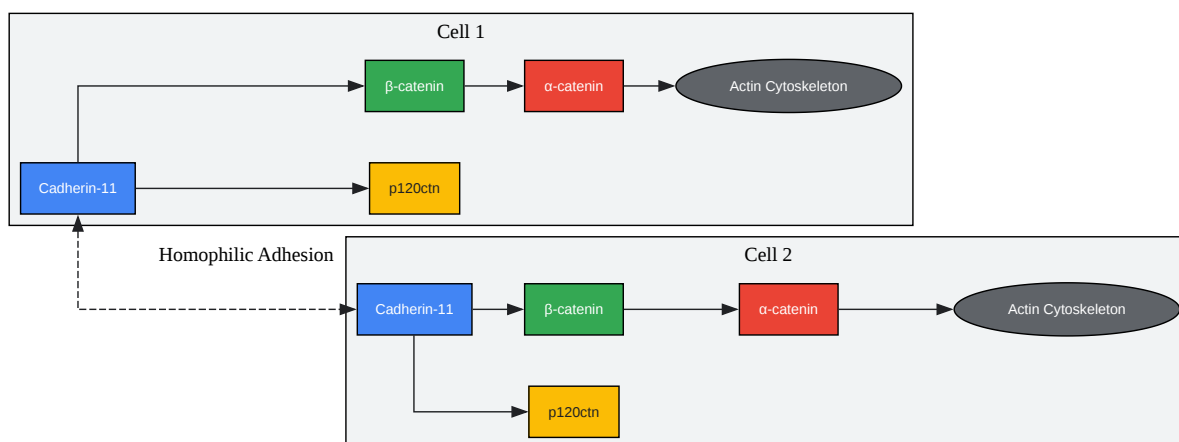 Cell 1
β-catenin
α-catenin
Actin Cytoskeleton
Cadherin-11
p120ctn
Homophilic Adhesion
Cell 2
Cadherin-11
β-catenin
α-catenin
Actin Cytoskeleton
p120ctn